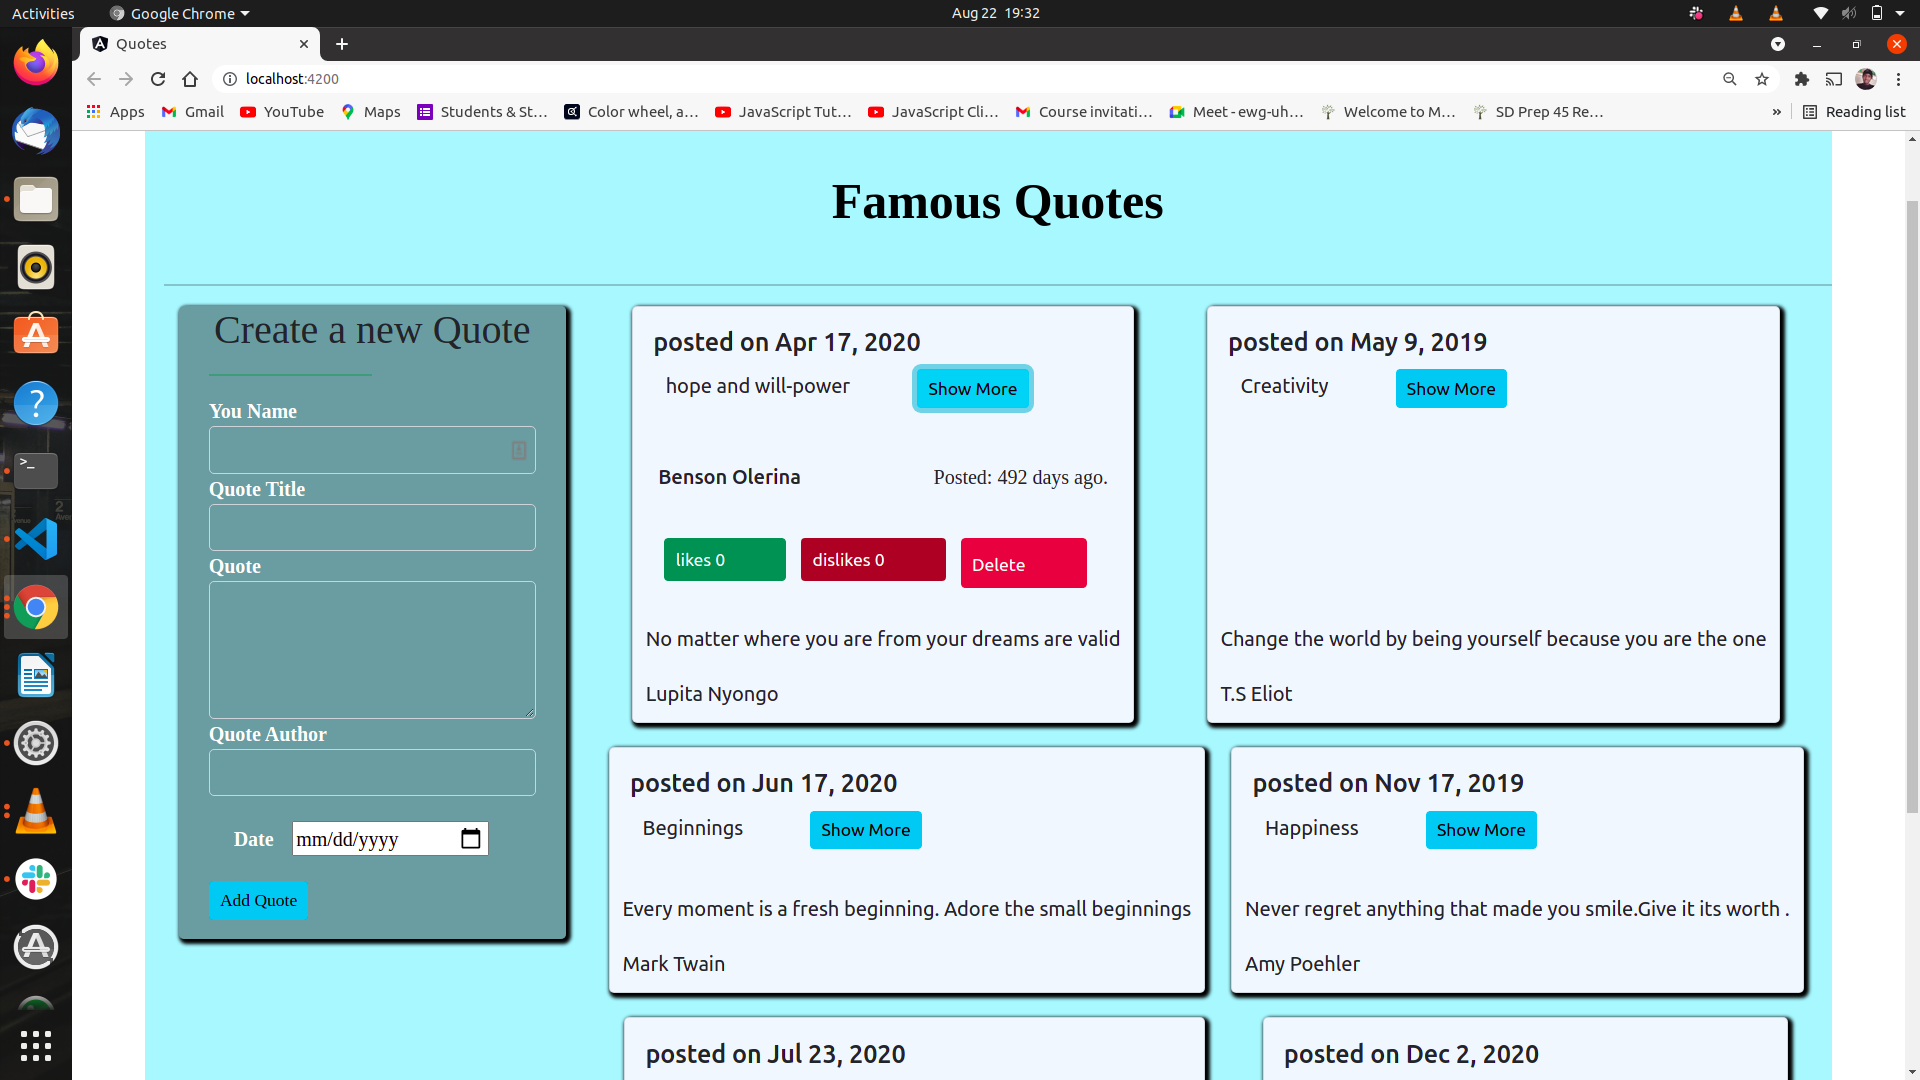 Activities
Google Chrome
Aug 22 19:32
Quotes
localhost:4200
Apps
Gmail
YouTube
Maps
Students & St...
Color wheel, a...
JavaScript Tut...
JavaScript Cli...
Course invitati...
Meet - ewg-uh...
Welcome to M...
SD Prep 45 Re...
»
Reading list
Famous Quotes
Create a new Quote
You Name
Quote Title
Quote
Quote Author
Date
mm/dd/yyyy
Add Quote
posted on Apr 17, 2020
hope and will-power
Show More
Benson Olerina
Posted: 492 days ago.
likes 0
dislikes 0
Delete
No matter where you are from your dreams are valid
Lupita Nyongo
posted on May 9, 2019
Creativity
Show More
Change the world by being yourself because you are the one
T.S Eliot
posted on Jun 17, 2020
Beginnings
Show More
Every moment is a fresh beginning. Adore the small beginnings
Mark Twain
posted on Nov 17, 2019
Happiness
Show More
Never regret anything that made you smile.Give it its worth .
Amy Poehler
posted on Jul 23, 2020
posted on Dec 2, 2020